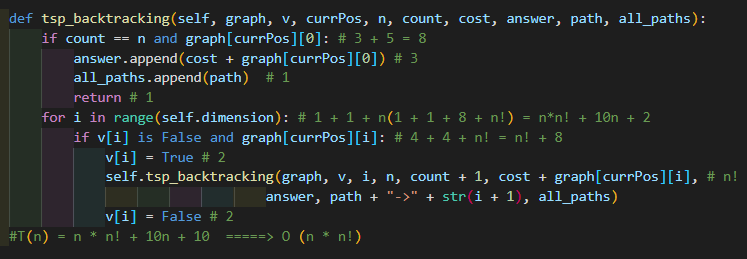 def tsp_backtracking(self, graph, v, currPos, n, count, cost, answer, path, all_paths):
if count == n and graph[currPos][0]: # 3 + 5 = 8
answer.append(cost + graph[currPos][0]) # 3
all_paths.append(path)  # 1
return # 1
for i in range(self.dimension): # 1 + 1 + n(1 + 1 + 8 + n!) = n*n! + 10n + 2
if v[i] is False and graph[currPos][i]: # 4 + 4 + n! = n! + 8
v[i] = True # 2
self.tsp_backtracking(graph, v, i, n, count + 1, cost + graph[currPos][i], # n!
answer, path + "->" + str(i + 1), all_paths)
v[i] = False # 2
#T(n) = n * n! + 10n + 10  =====> O (n * n!)